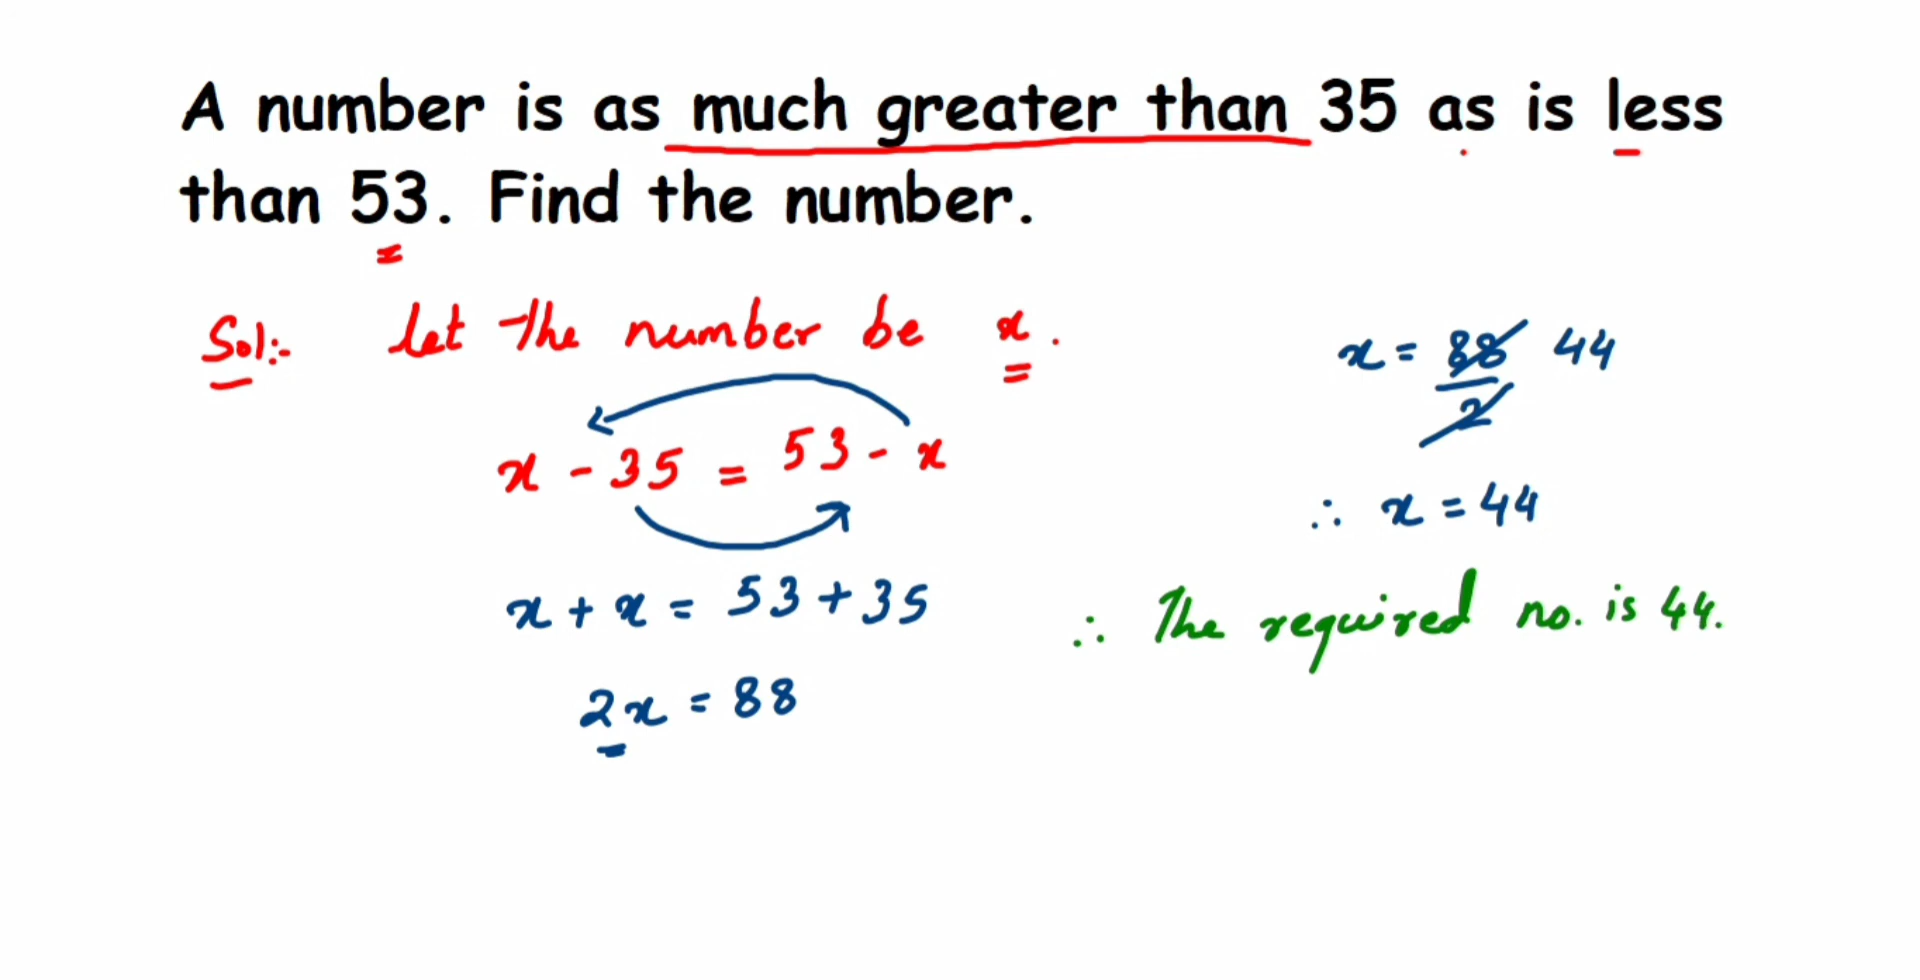 A number is as much greater than 35 as is less
than 53. Find the number.
Sol:- let the number be x.
x - 35 = 53 - x
x + x = 53 + 35
2x = 88
x = 88/2 44
∴ x = 44
∴ The required no. is 44.